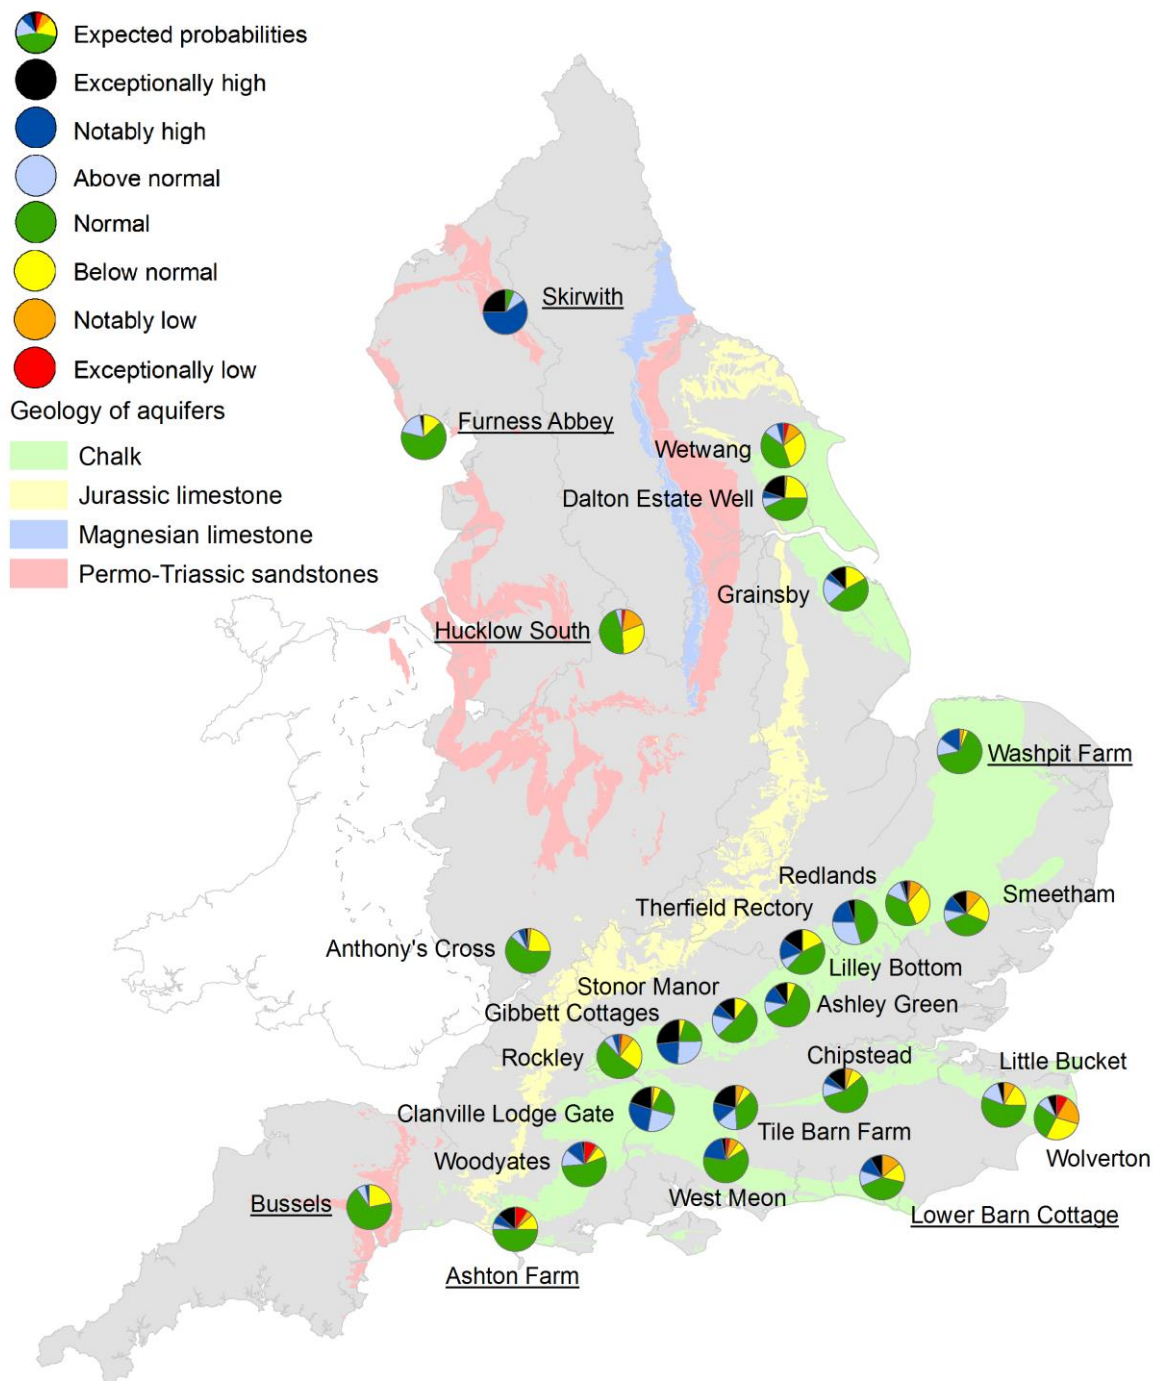 Expected probabilities
Exceptionally high
Notably high
Above normal
Normal
Below normal
Notably low
Exceptionally low
Geology of aquifers
Chalk
Jurassic limestone
Magnesian limestone
Permo-Triassic sandstones
Skirwith
Furness Abbey
Wetwang
Dalton Estate Well
Grainsby
Hucklow South
Washpit Farm
Redlands
Smeetham
Therfield Rectory
Anthony's Cross
Lilley Bottom
Stonor Manor
Ashley Green
Gibbett Cottages
Rockley
Chipstead
Little Bucket
Clanville Lodge Gate
Tile Barn Farm
Wolverton
Woodyates
West Meon
Bussels
Lower Barn Cottage
Ashton Farm